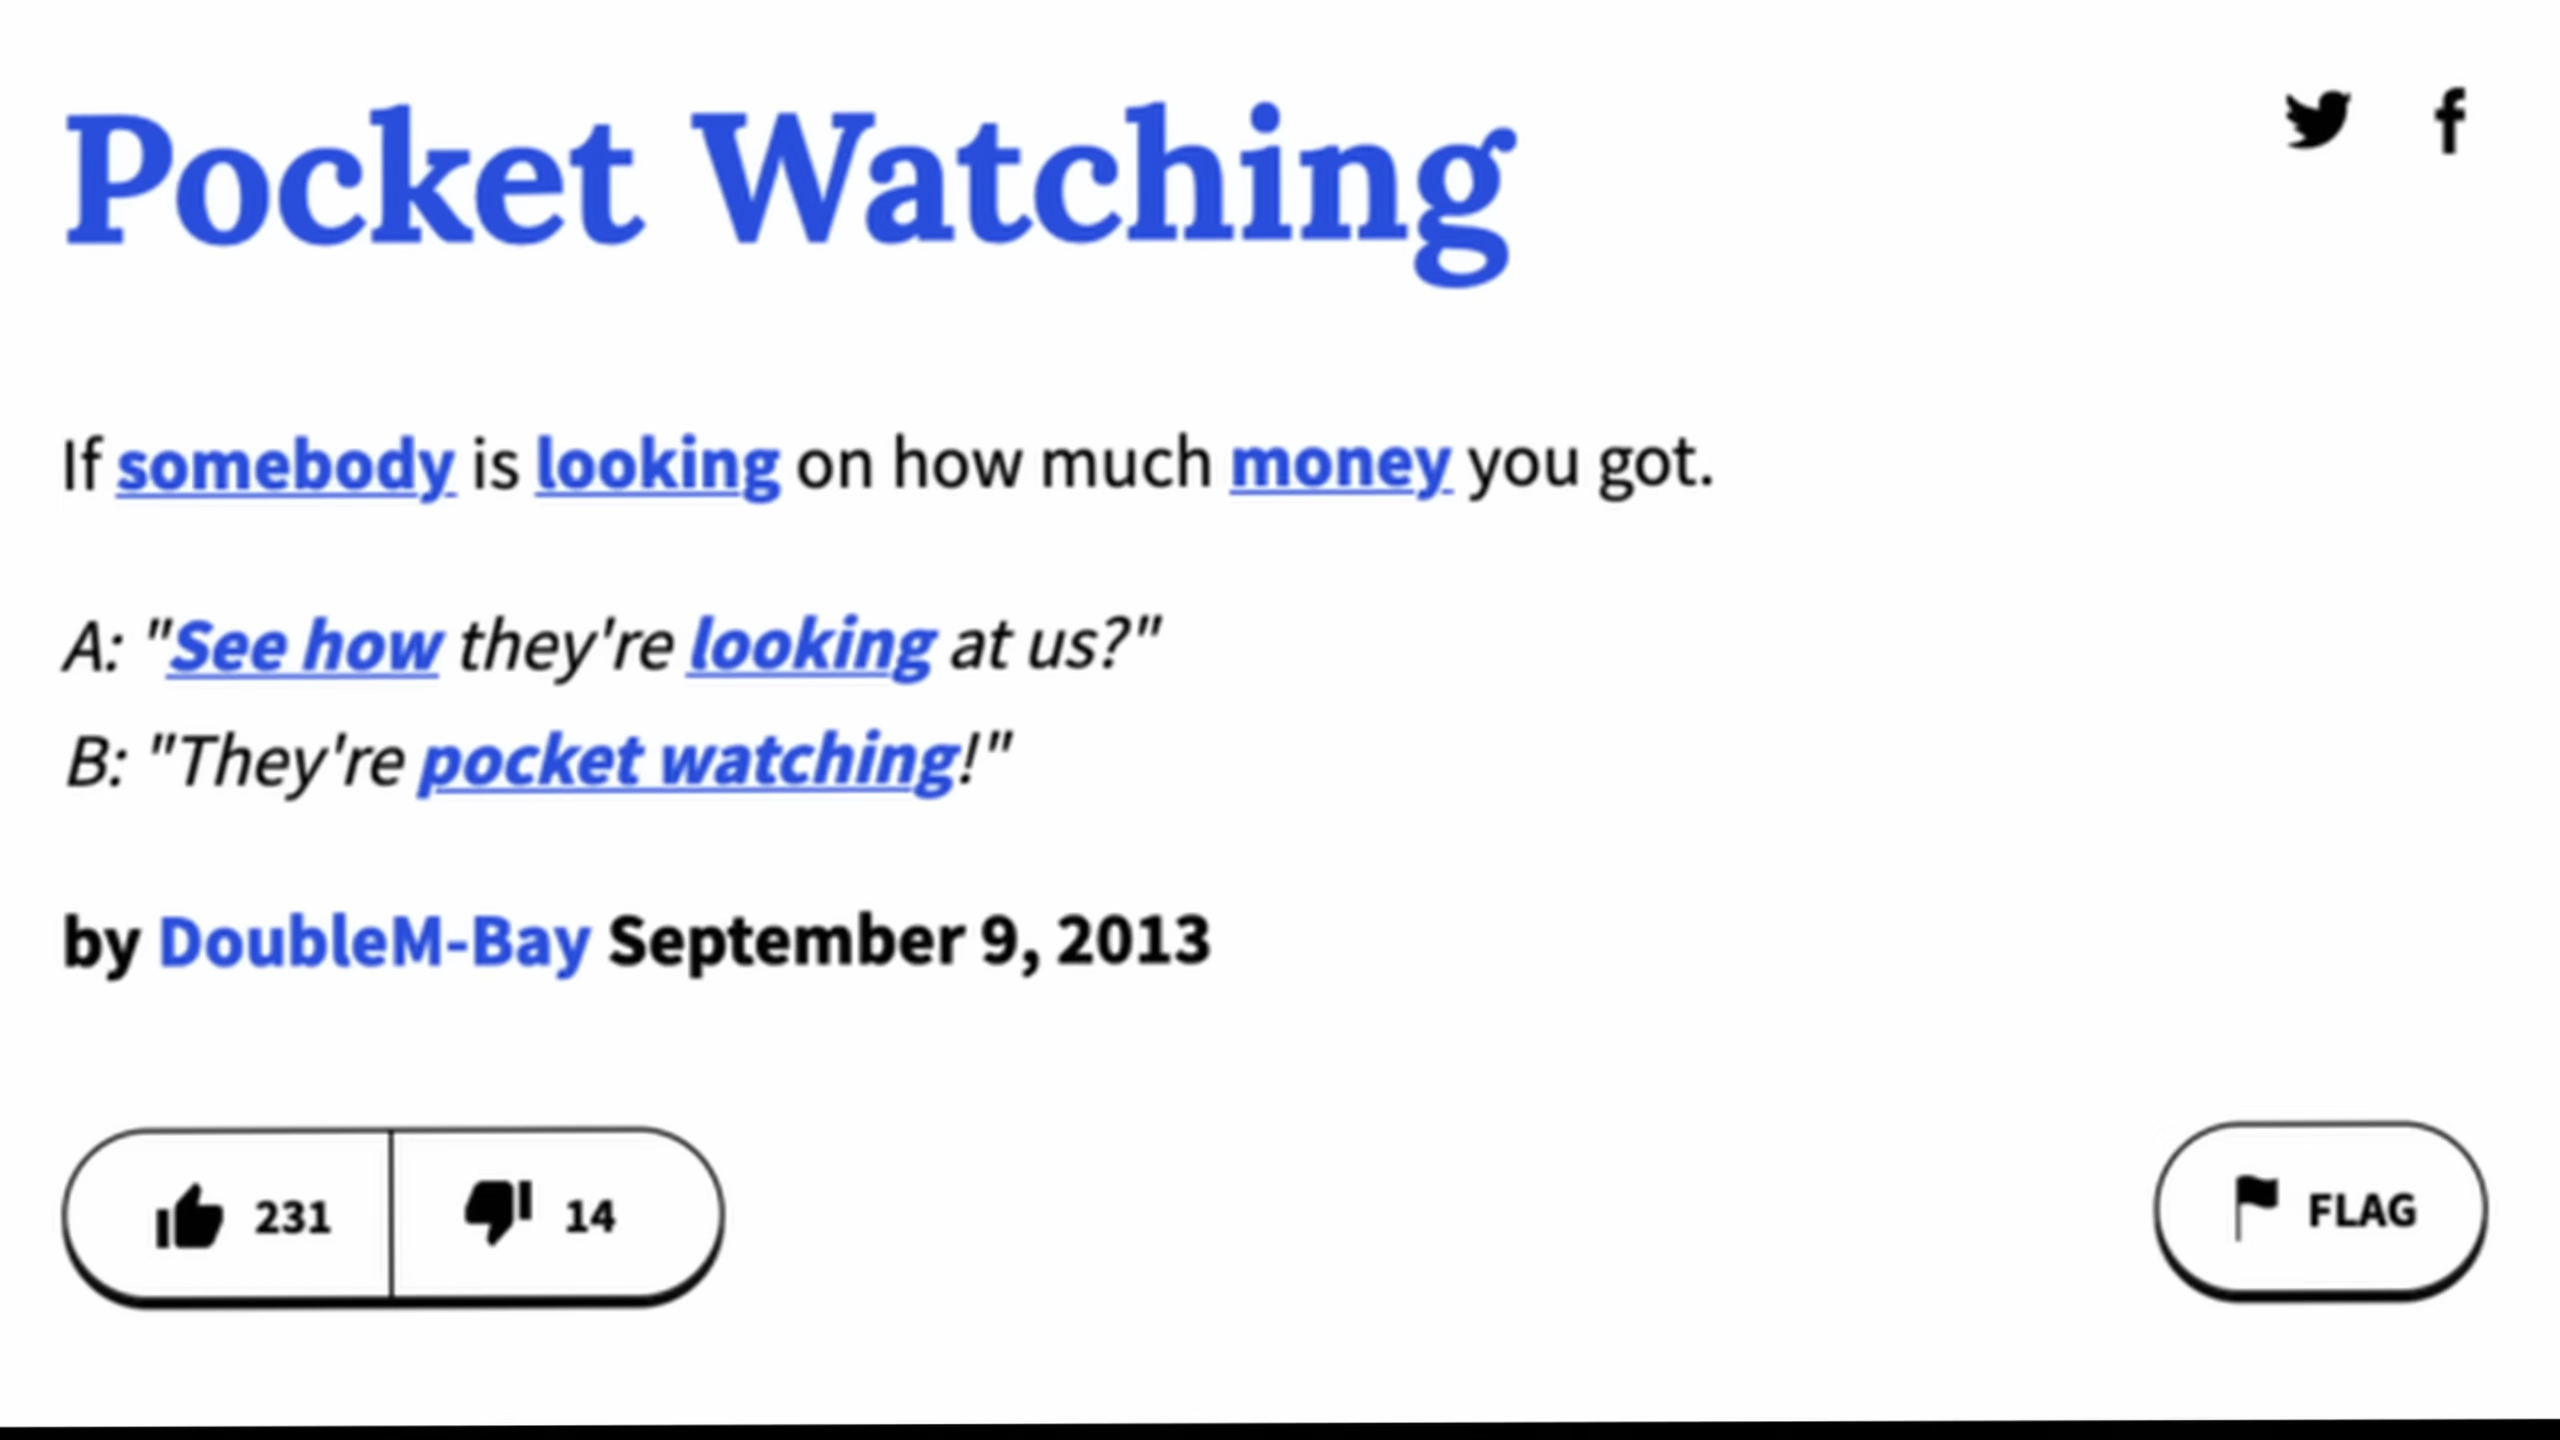 Pocket Watching
If somebody is looking on how much money you got.
A: "See how they're looking at us?"
B: "They're pocket watching!"
by DoubleM-Bay September 9, 2013
231 14 FLAG